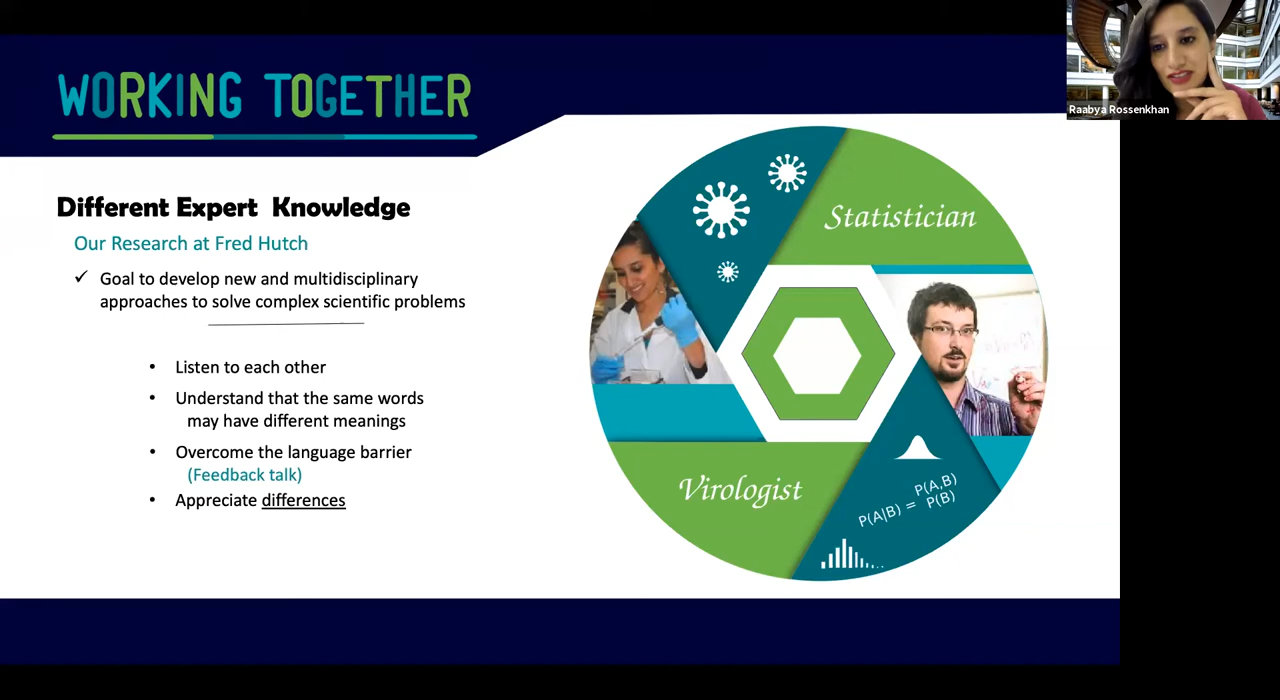 WORKING TOGETHER
Raabya Rossenkhan
Different Expert Knowledge
Our Research at Fred Hutch
✓ Goal to develop new and multidisciplinary
approaches to solve complex scientific problems
• Listen to each other
• Understand that the same words
may have different meanings
• Overcome the language barrier
(Feedback talk)
• Appreciate differences
Statistician
Virologist
P(A|B) = P(A,B)
P(B)